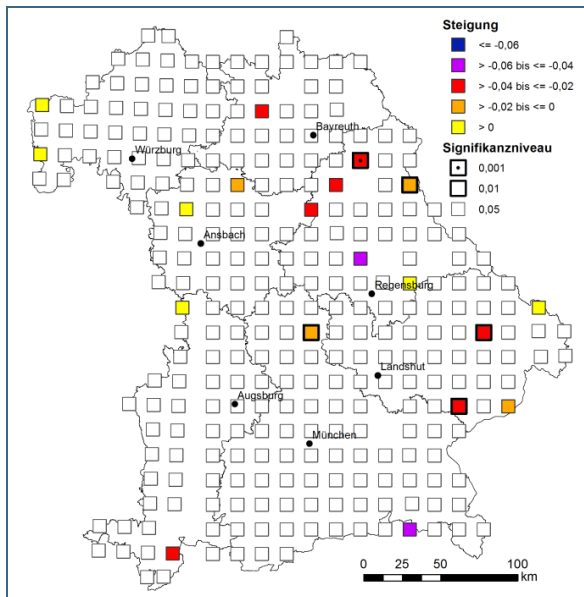 Steigung
<= -0,06
> -0,06 bis <= -0,04
> -0,04 bis <= -0,02
> -0,02 bis <= 0
> 0
Signifikanzniveau
0,001
0,01
0,05
Bayreuth
Würzburg
Ansbach
Regensburg
Landshut
Augsburg
München
0 25 50 100
km